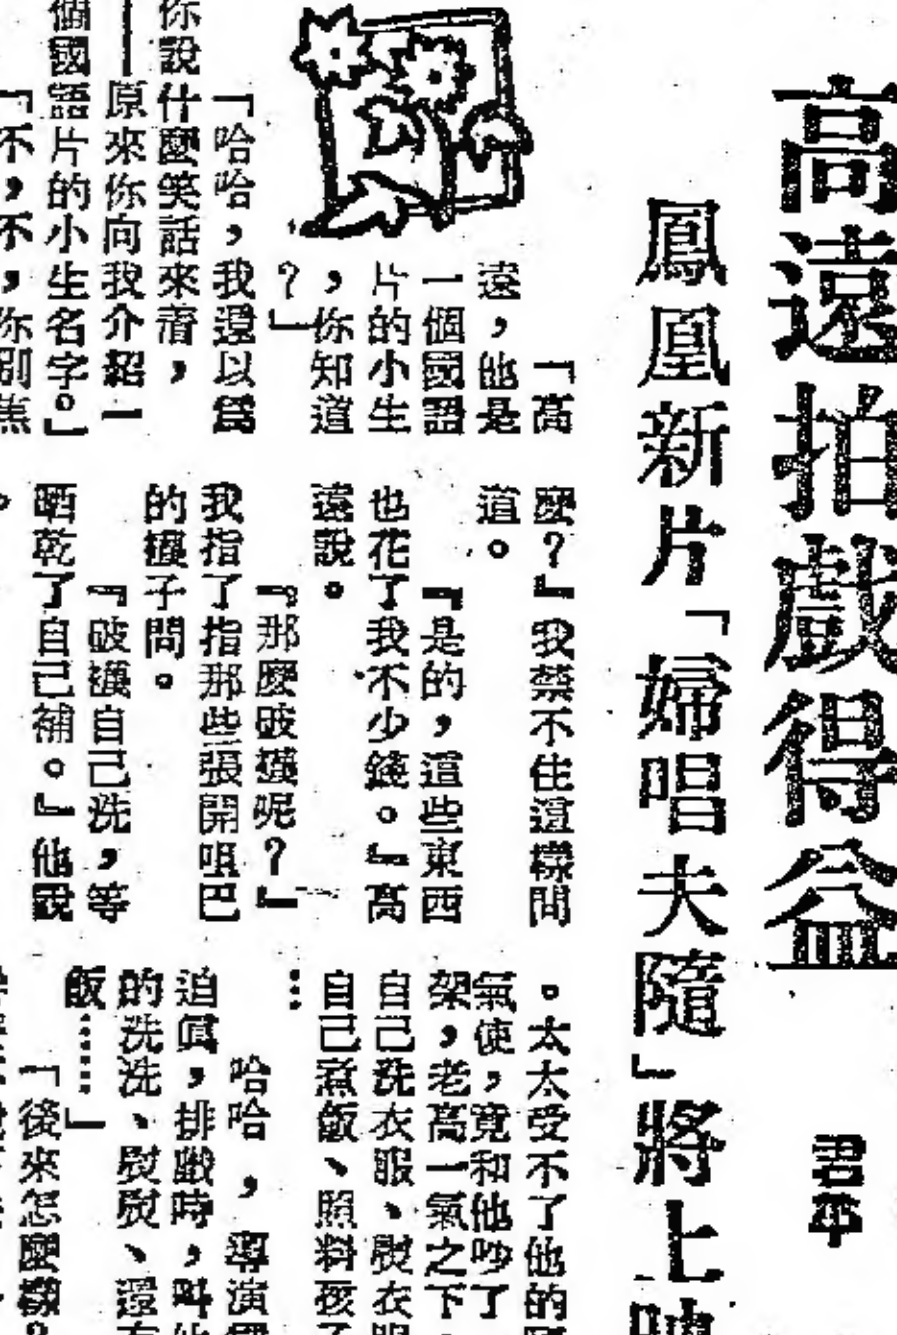 高遠拍戲得益
鳳凰新片「婦唱夫隨」將上映
君平
「高
遠，他是
一個國語
片的小生
，你知道
？」
「哈哈，我還以爲
你說什麼笑話來着，
——原來你向我介紹一
個國語片的小生名字。」
『不，不，你別焦
麼？』我禁不住這樣問
道。
『是的，這些東西
也花了我不少錢。』高
遠說。
『那麼破襪呢？』
我指了指那些張開咀巴
的襪子問。
『破襪自己洗，等
晒乾了自己補。』他說
。
。太太受不了他的
氣使，竟和他吵了
架，老高一氣之下，
自己洗衣服、熨衣服
自己煮飯、照料孩子
…
哈哈，導演
迫眞，排戲時，叫他
的洗洗、熨熨、還有
飯……」
「後來怎麼樣？